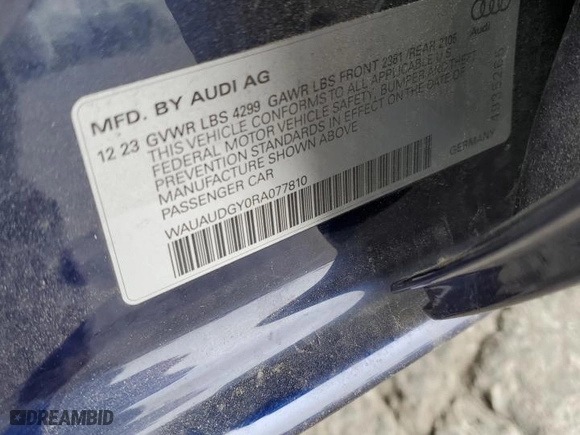 Audi
MFD. BY AUDI AG
12 23 GVWR LBS 4299 GAWR LBS FRONT 2381 /REAR 2106
THIS VEHICLE CONFORMS TO ALL APPLICABLE U.S.
FEDERAL MOTOR VEHICLE SAFETY, BUMPER AND THEFT
PREVENTION STANDARDS IN EFFECT ON THE DATE OF
MANUFACTURE SHOWN ABOVE
PASSENGER CAR
GERMANY
WAUAUDGY0RA077810
DREAMBID